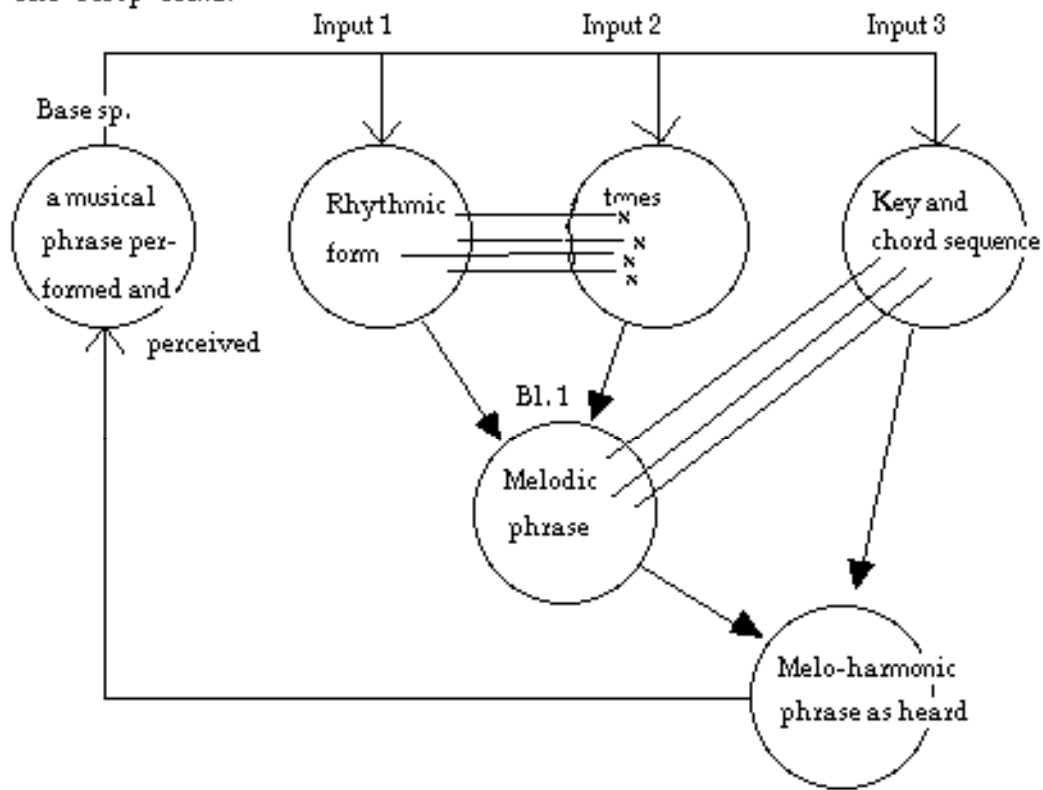 Input 1
Input 2
Input 3
Base sp.
a musical
phrase per-
formed and
perceived
Rhythmic
form
tones
x
x
x
x
Key and
chord sequence
Bl. 1
Melodic
phrase
Melo-harmonic
phrase as heard